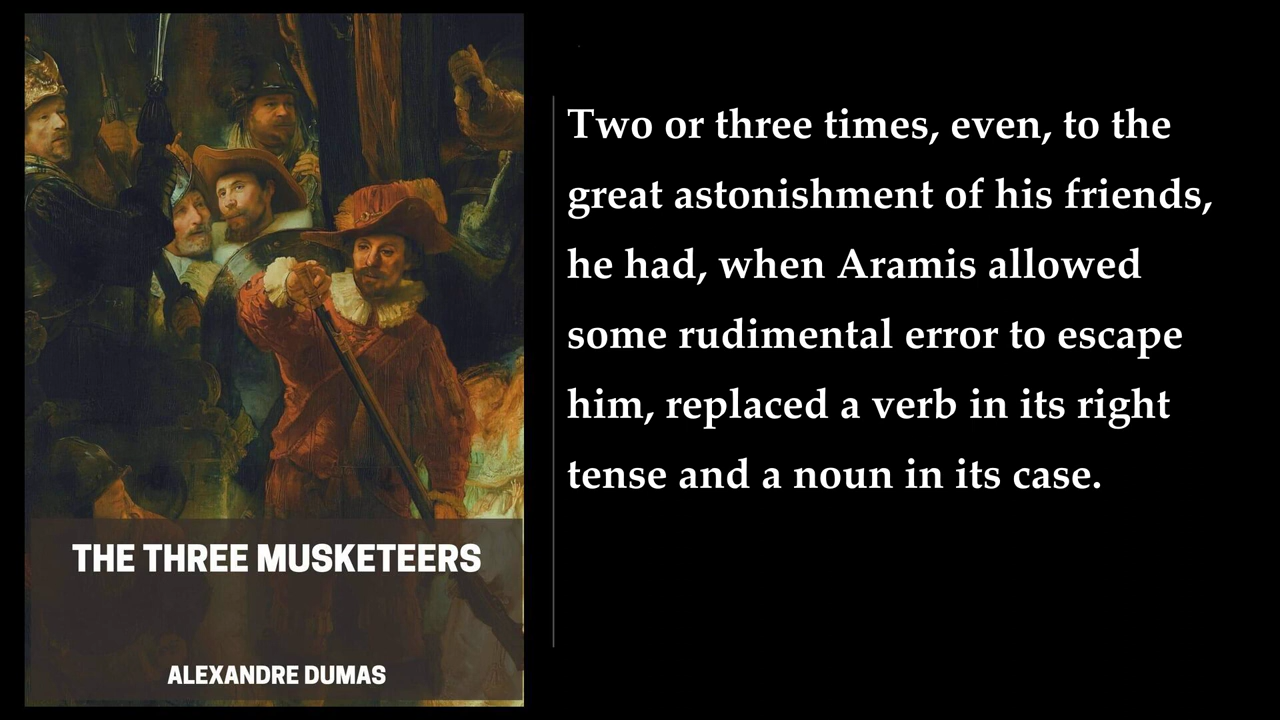 THE THREE MUSKETEERS
ALEXANDRE DUMAS
Two or three times, even, to the
great astonishment of his friends,
he had, when Aramis allowed
some rudimental error to escape
him, replaced a verb in its right
tense and a noun in its case.